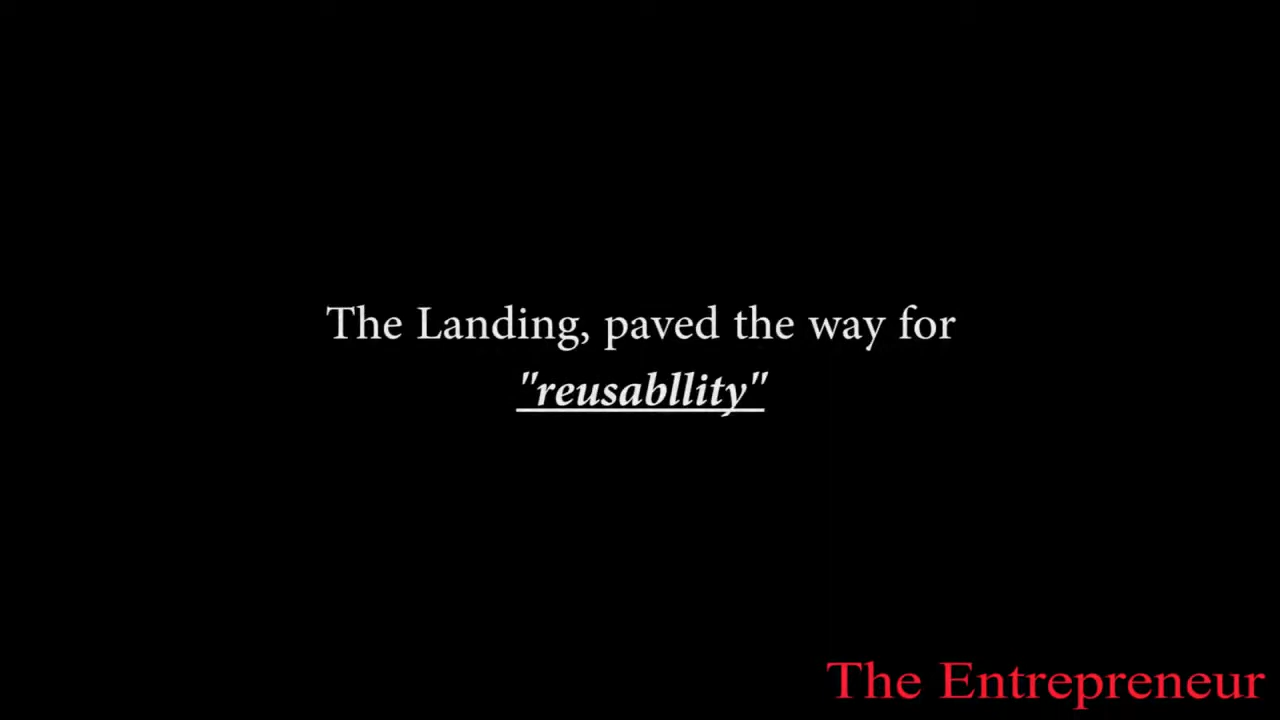 The Landing, paved the way for
"reusabllity"
The Entrepreneur